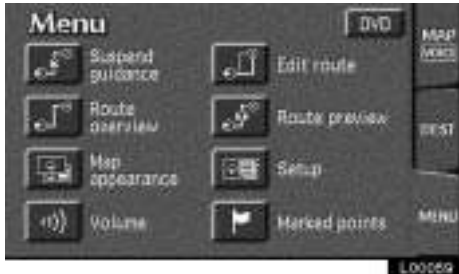 Menu
DVD
MAP
VOICE
Suspend
guidance
Edit route
Route
overview
Route preview
DEST
Map
appearance
Setup
Volume
Marked points
MENU
L00059